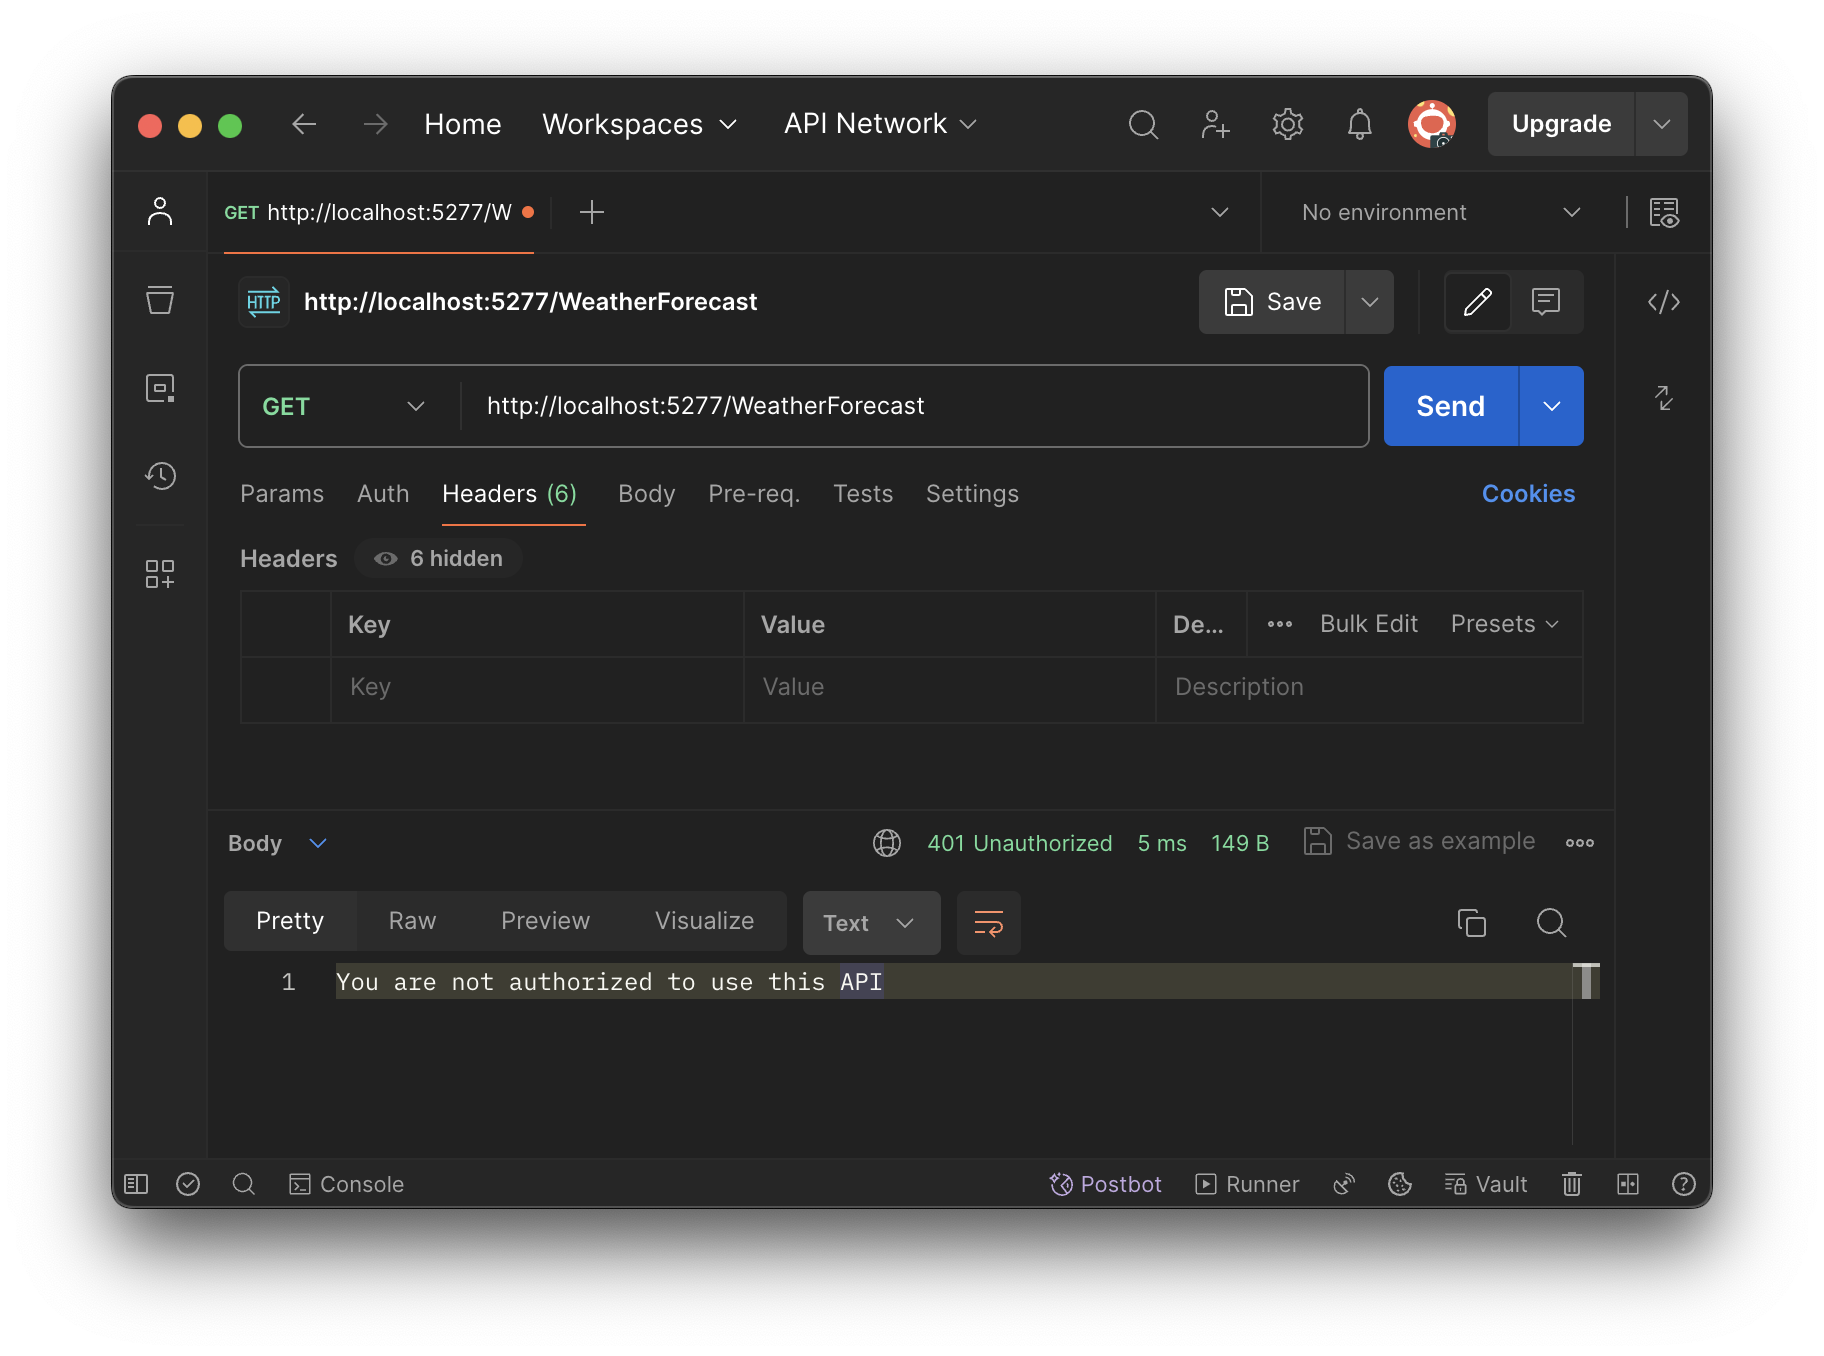 Home Workspaces API Network Upgrade
GET http://localhost:5277/W No environment
HTTP http://localhost:5277/WeatherForecast Save
GET http://localhost:5277/WeatherForecast Send
Params Auth Headers (6) Body Pre-req. Tests Settings Cookies
Headers 6 hidden
Key Value De... Bulk Edit Presets
Key Value Description
Body 401 Unauthorized 5 ms 149 B Save as example
Pretty Raw Preview Visualize Text
1 You are not authorized to use this API
Console Postbot Runner Vault